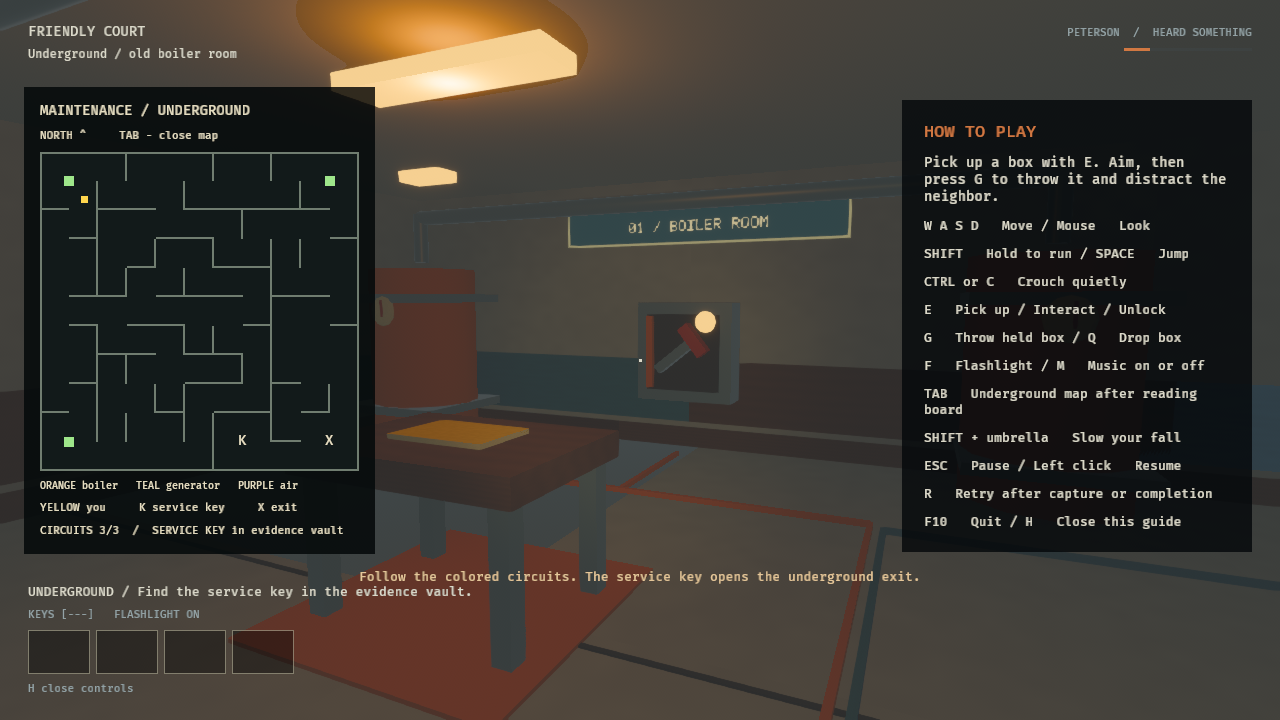 FRIENDLY COURT
Underground / old boiler room
PETERSON / HEARD SOMETHING
MAINTENANCE / UNDERGROUND
NORTH ^ TAB - close map
K X
ORANGE boiler TEAL generator PURPLE air
YELLOW you K service key X exit
CIRCUITS 3/3 / SERVICE KEY in evidence vault
01 / BOILER ROOM
HOW TO PLAY
Pick up a box with E. Aim, then
press G to throw it and distract the
neighbor.
W A S D Move / Mouse Look
SHIFT Hold to run / SPACE Jump
CTRL or C Crouch quietly
E Pick up / Interact / Unlock
G Throw held box / Q Drop box
F Flashlight / M Music on or off
TAB Underground map after reading
board
SHIFT + umbrella Slow your fall
ESC Pause / Left click Resume
R Retry after capture or completion
F10 Quit / H Close this guide
Follow the colored circuits. The service key opens the underground exit.
UNDERGROUND / Find the service key in the evidence vault.
KEYS [---] FLASHLIGHT ON
H close controls